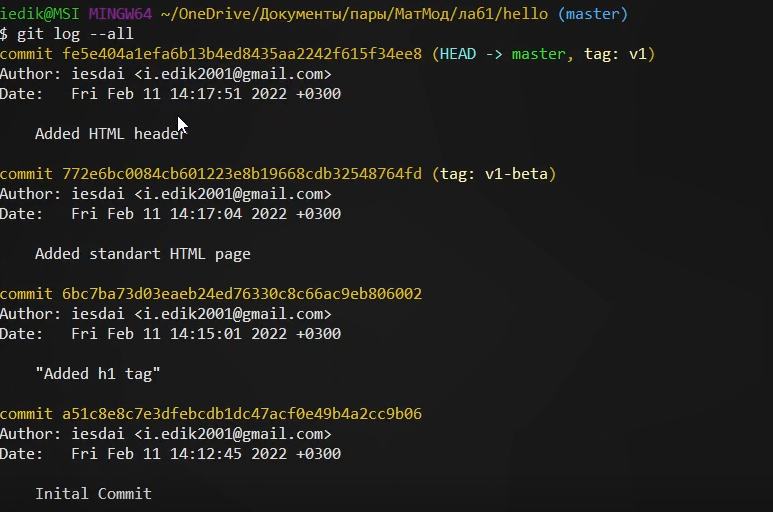 iedik@MSI MINGW64 ~/OneDrive/Документы/пары/МатМод/ла61/hello (master)
$ git log --all
commit fe5e404a1efa6b13b4ed8435aa2242f615f34ee8 (HEAD -> master, tag: v1)
Author: iesdai <i.edik2001@gmail.com>
Date:   Fri Feb 11 14:17:51 2022 +0300
Added HTML header
commit 772e6bc0084cb601223e8b19668cdb32548764fd (tag: v1-beta)
Author: iesdai <i.edik2001@gmail.com>
Date:   Fri Feb 11 14:17:04 2022 +0300
Added standart HTML page
commit 6bc7ba73d03eaeb24ed76330c8c66ac9eb806002
Author: iesdai <i.edik2001@gmail.com>
Date:   Fri Feb 11 14:15:01 2022 +0300
"Added h1 tag"
commit a51c8e8c7e3dfebcdb1dc47acf0e49b4a2cc9b06
Author: iesdai <i.edik2001@gmail.com>
Date:   Fri Feb 11 14:12:45 2022 +0300
Inital Commit